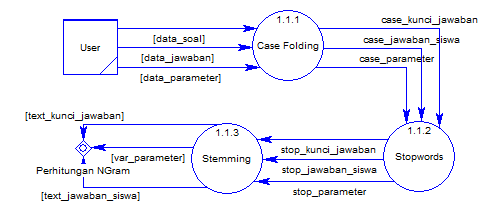 User
[data_soal]
[data_jawaban]
[data_parameter]
1.1.1
Case Folding
case_kunci_jawaban
case_jawaban_siswa
case_parameter
1.1.2
Stopwords
stop_kunci_jawaban
stop_jawaban_siswa
stop_parameter
1.1.3
Stemming
[text_kunci_jawaban]
[var_parameter]
Perhitungan NGram
[text_jawaban_siswa]